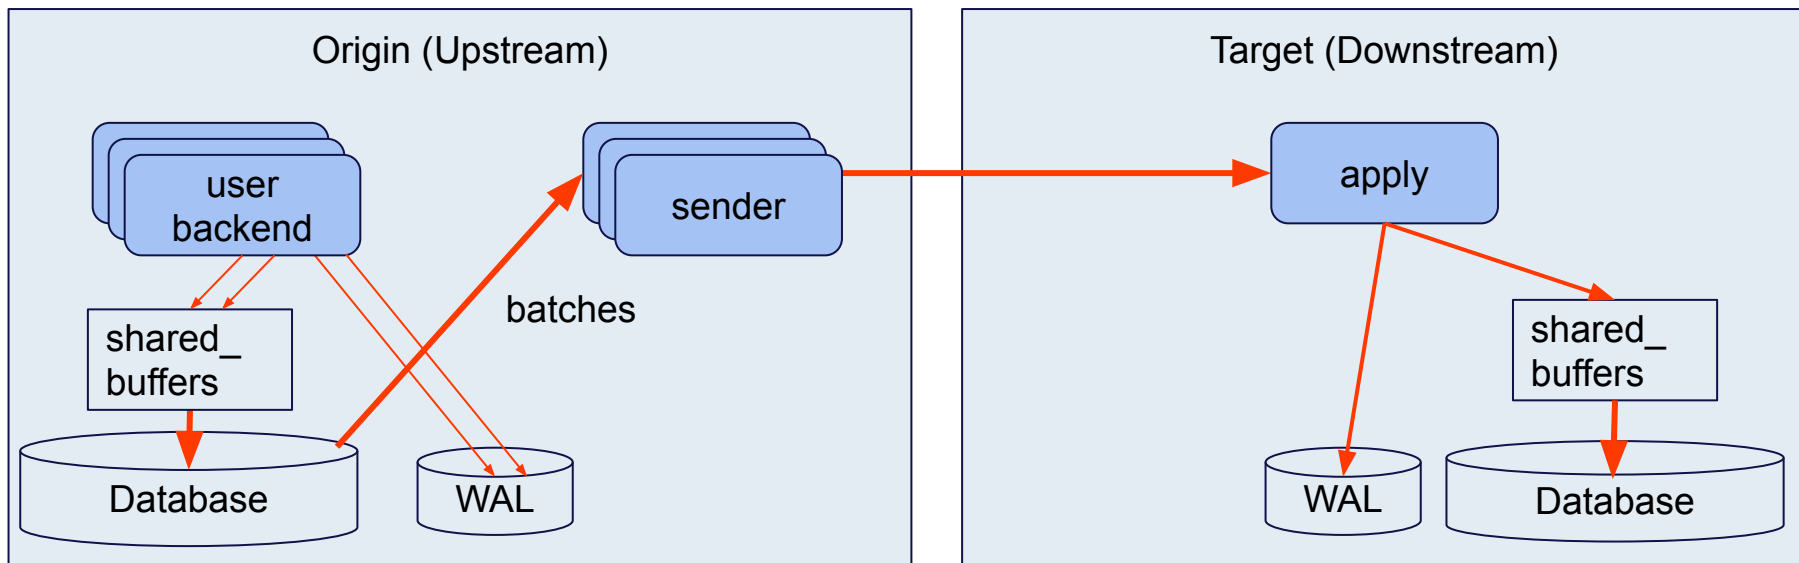 Origin (Upstream)
user
backend
sender
batches
shared_
buffers
Database
WAL
Target (Downstream)
apply
shared_
buffers
WAL
Database